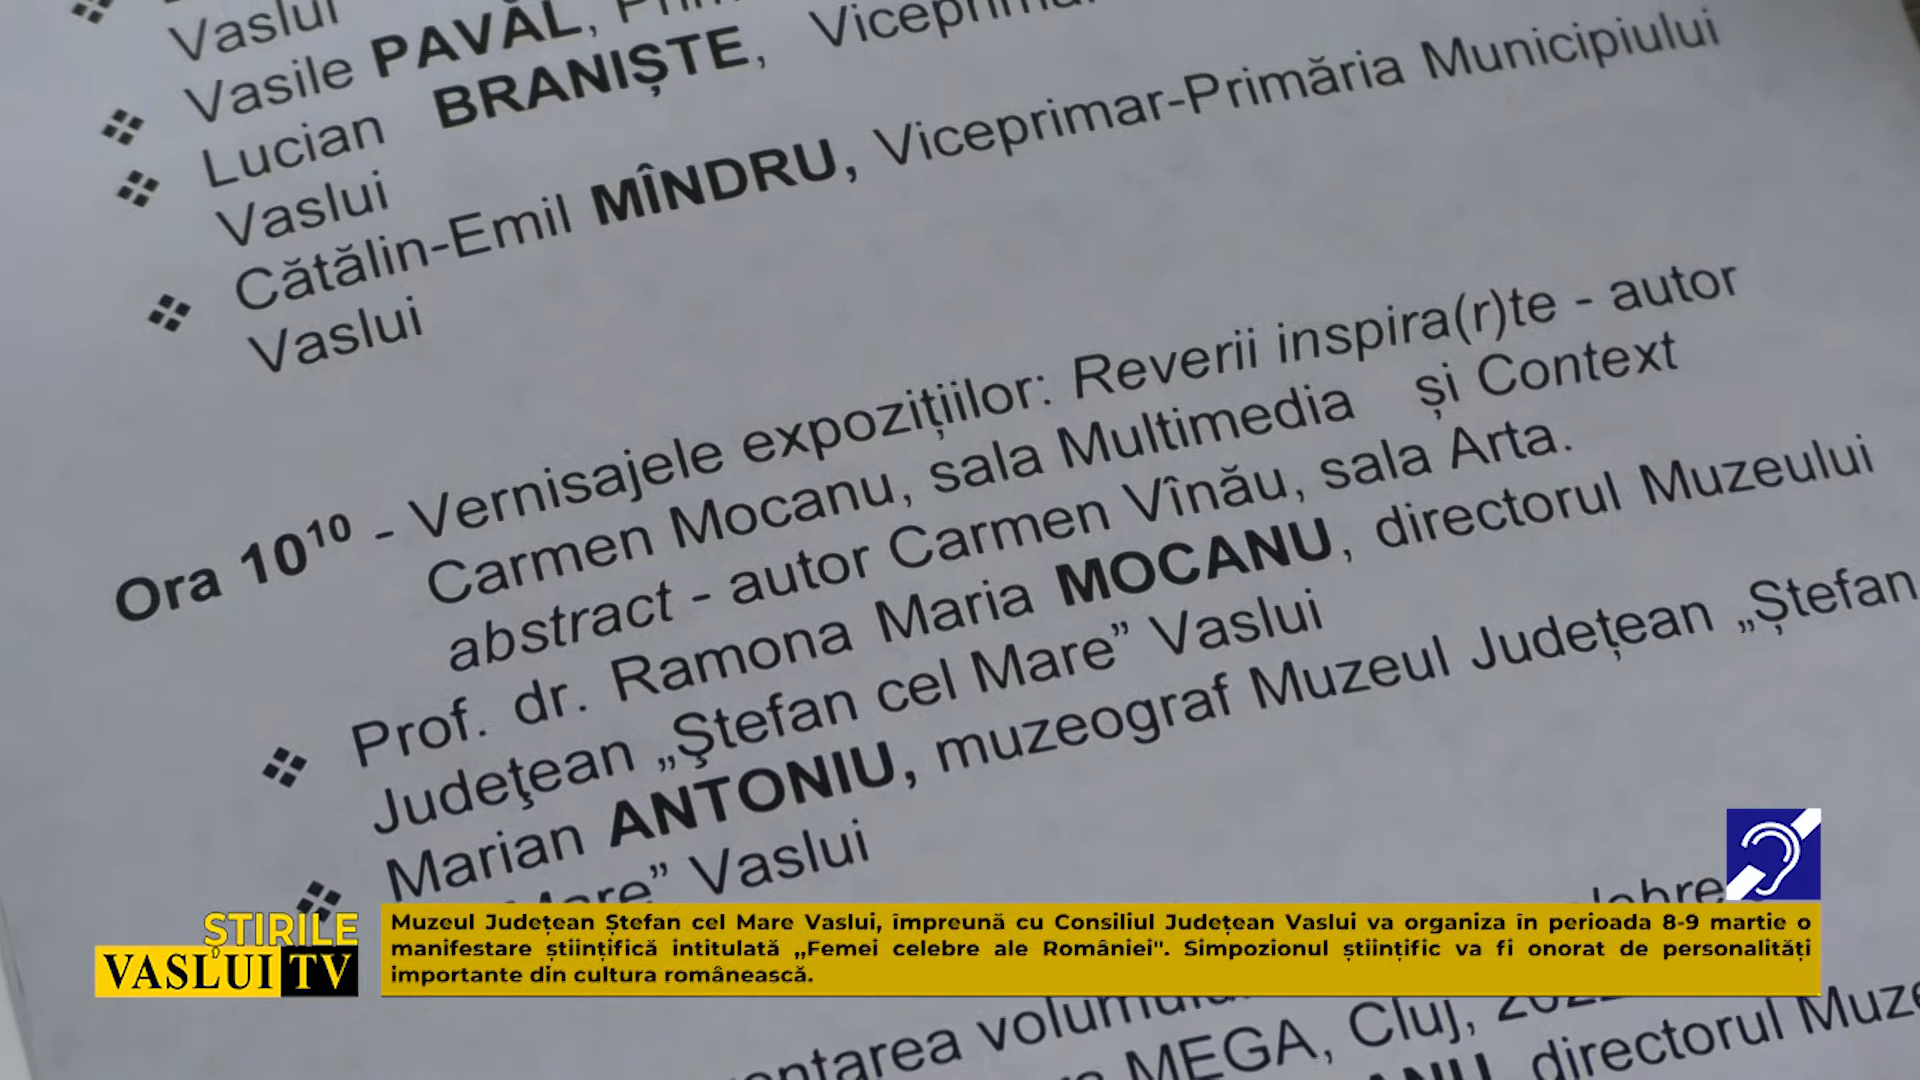 Vaslui
Vasile PAVĂL,
Lucian BRANIȘTE,
Vaslui
Cătălin-Emil MÎNDRU, Viceprimar-Primăria Municipiului
Vaslui
Ora 10¹⁰ - Vernisajele expozițiilor: Reverii inspira(r)te - autor
Carmen Mocanu, sala Multimedia și Context
abstract - autor Carmen Vînău, sala Arta.
Prof. dr. Ramona Maria MOCANU, directorul Muzeului
Judeţean „Ştefan cel Mare” Vaslui
Marian ANTONIU, muzeograf Muzeul Județean „Ștefan
Mare” Vaslui
ȘTIRILE
VASLUI TV
Muzeul Județean Ștefan cel Mare Vaslui, împreună cu Consiliul Județean Vaslui va organiza în perioada 8-9 martie o
manifestare științifică intitulată „Femei celebre ale României". Simpozionul științific va fi onorat de personalități
importante din cultura românească.
MEGA, Cluj,
directorul